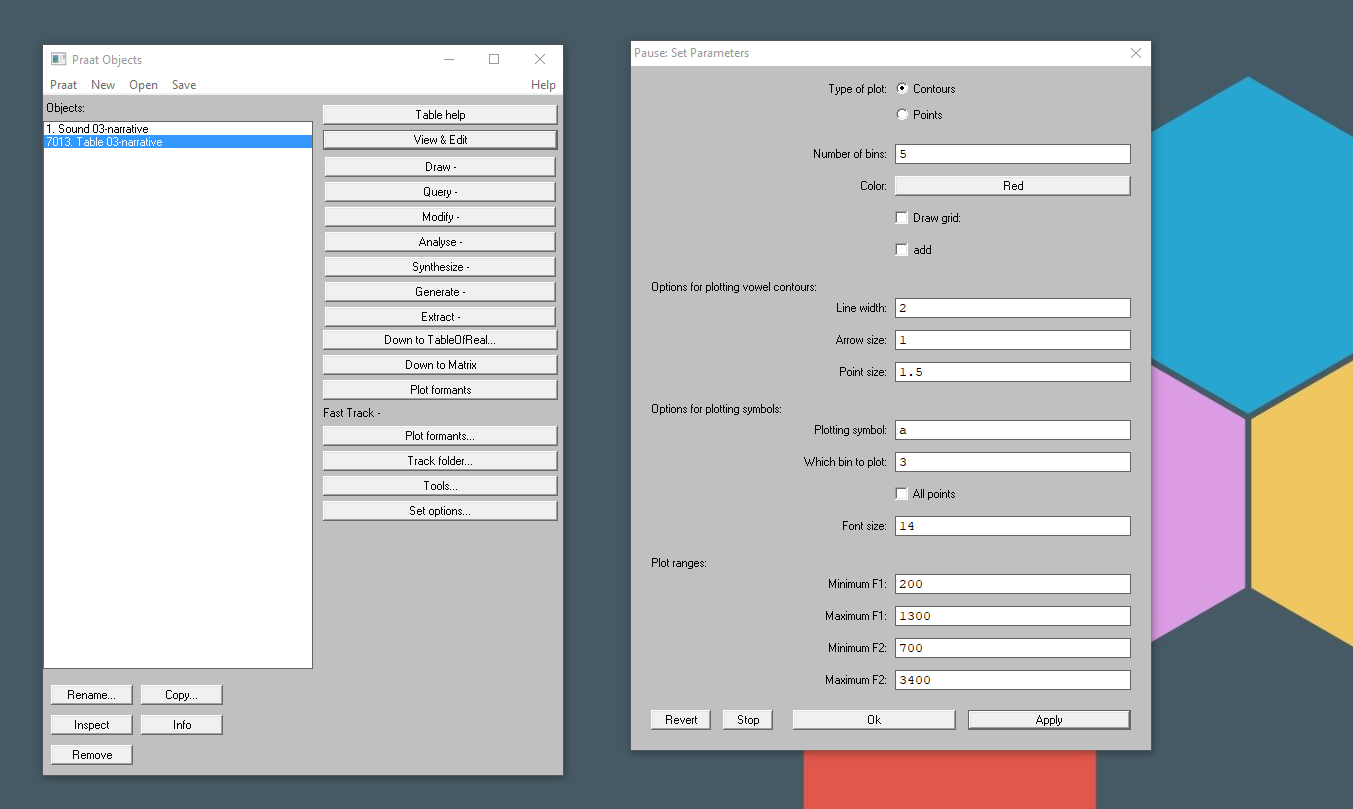 Praat Objects
Praat New Open Save Help
Objects:
1. Sound 03-narrative
7013. Table 03-narrative
Table help
View & Edit
Draw -
Query -
Modify -
Analyse -
Synthesize -
Generate -
Extract -
Down to TableOfReal...
Down to Matrix
Plot formants
Fast Track -
Plot formants...
Track folder...
Tools...
Set options...
Rename... Copy...
Inspect Info
Remove
Pause: Set Parameters
Type of plot: Contours
Points
Number of bins: 5
Color: Red
Draw grid:
add
Options for plotting vowel contours:
Line width: 2
Arrow size: 1
Point size: 1.5
Options for plotting symbols:
Plotting symbol: a
Which bin to plot: 3
All points
Font size: 14
Plot ranges:
Minimum F1: 200
Maximum F1: 1300
Minimum F2: 700
Maximum F2: 3400
Revert Stop Ok Apply